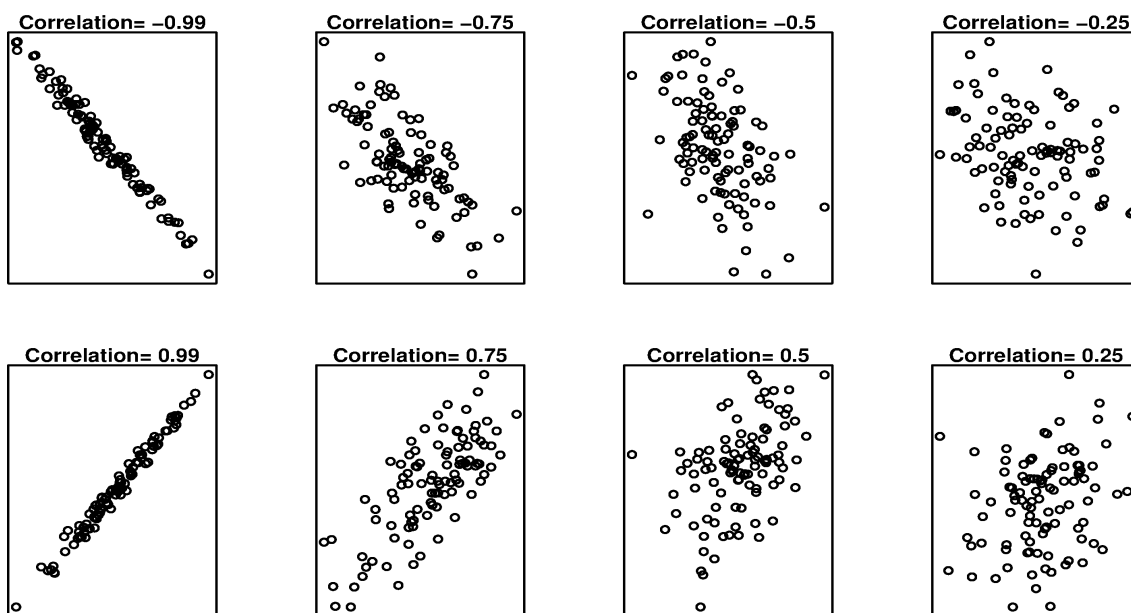 Correlation= −0.99
Correlation= −0.75
Correlation= −0.5
Correlation= −0.25
Correlation= 0.99
Correlation= 0.75
Correlation= 0.5
Correlation= 0.25